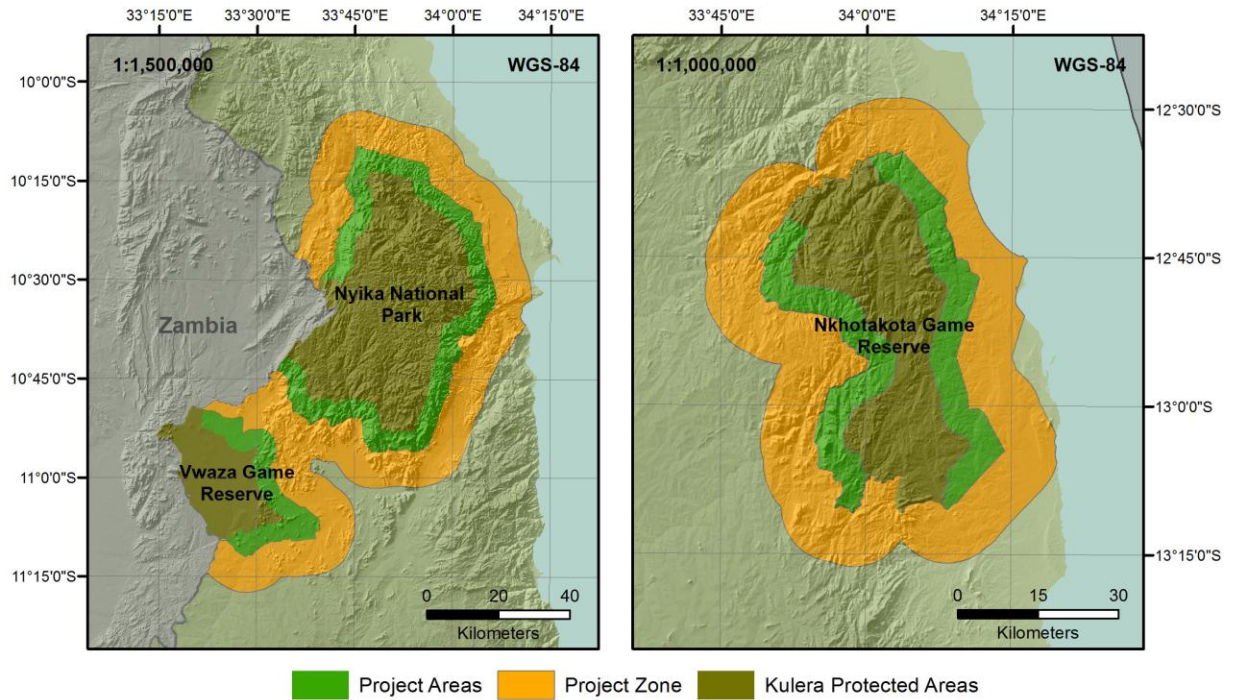 33°15'0"E 33°30'0"E 33°45'0"E 34°0'0"E 34°15'0"E
33°45'0"E 34°0'0"E 34°15'0"E
1:1,500,000 WGS-84
1:1,000,000 WGS-84
10°0'0"S
10°15'0"S
10°30'0"S
10°45'0"S
11°0'0"S
11°15'0"S
Nyika National
Park
Zambia
Vwaza Game
Reserve
0 20 40
Kilometers
Nkhotakota Game
Reserve
12°30'0"S
12°45'0"S
13°0'0"S
13°15'0"S
0 15 30
Kilometers
Project Areas Project Zone Kulera Protected Areas